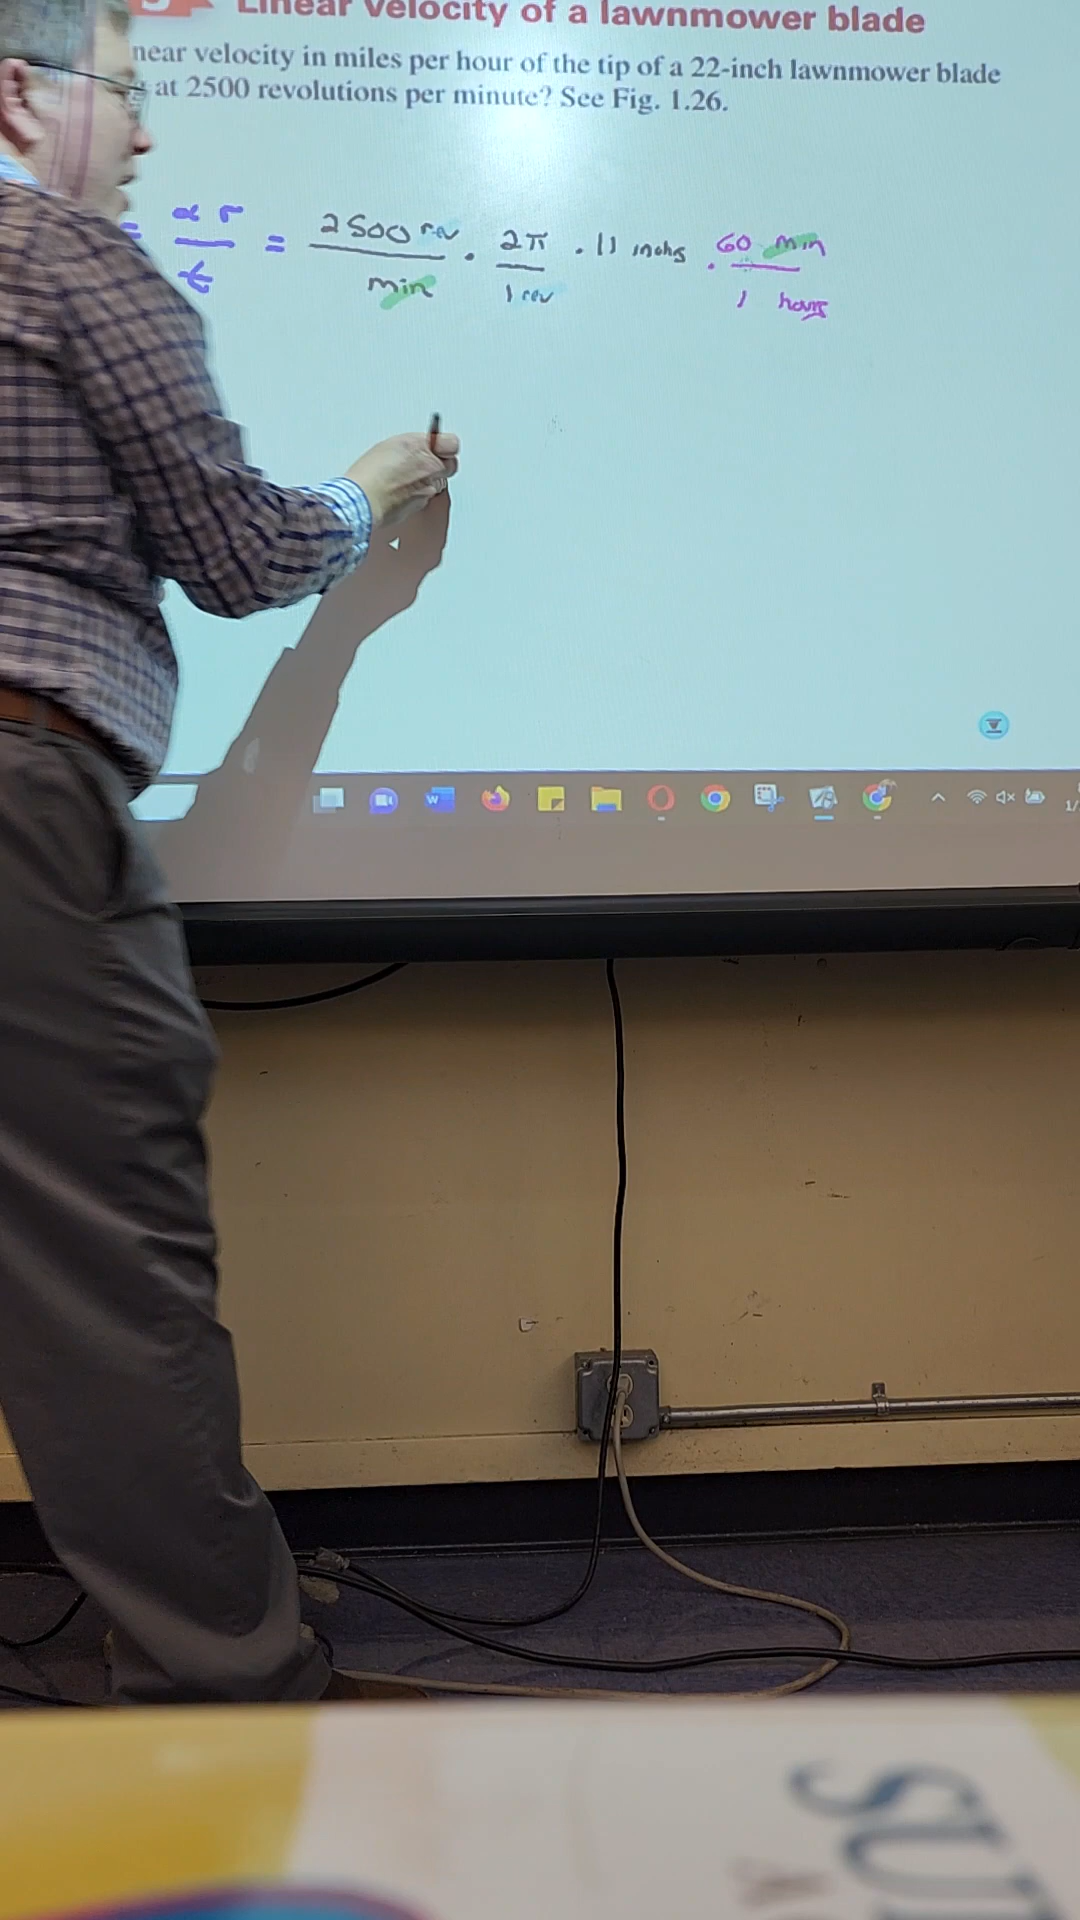 Linear velocity of a lawnmower blade
near velocity in miles per hour of the tip of a 22-inch lawnmower blade
at 2500 revolutions per minute? See Fig. 1.26.
= α r / t = 2500 rev / min · 2π / 1 rev · 11 inches · 60 min / 1 hours
W
1/
SUT